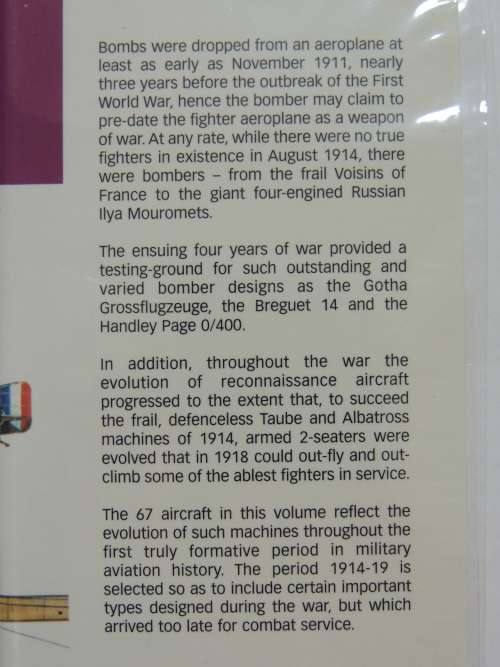 Bombs were dropped from an aeroplane at
least as early as November 1911, nearly
three years before the outbreak of the First
World War, hence the bomber may claim to
pre-date the fighter aeroplane as a weapon
of war. At any rate, while there were no true
fighters in existence in August 1914, there
were bombers – from the frail Voisins of
France to the giant four-engined Russian
Ilya Mouromets.
The ensuing four years of war provided a
testing-ground for such outstanding and
varied bomber designs as the Gotha
Grossflugzeuge, the Breguet 14 and the
Handley Page 0/400.
In addition, throughout the war the
evolution of reconnaissance aircraft
progressed to the extent that, to succeed
the frail, defenceless Taube and Albatross
machines of 1914, armed 2-seaters were
evolved that in 1918 could out-fly and out-
climb some of the ablest fighters in service.
The 67 aircraft in this volume reflect the
evolution of such machines throughout the
first truly formative period in military
aviation history. The period 1914-19 is
selected so as to include certain important
types designed during the war, but which
arrived too late for combat service.